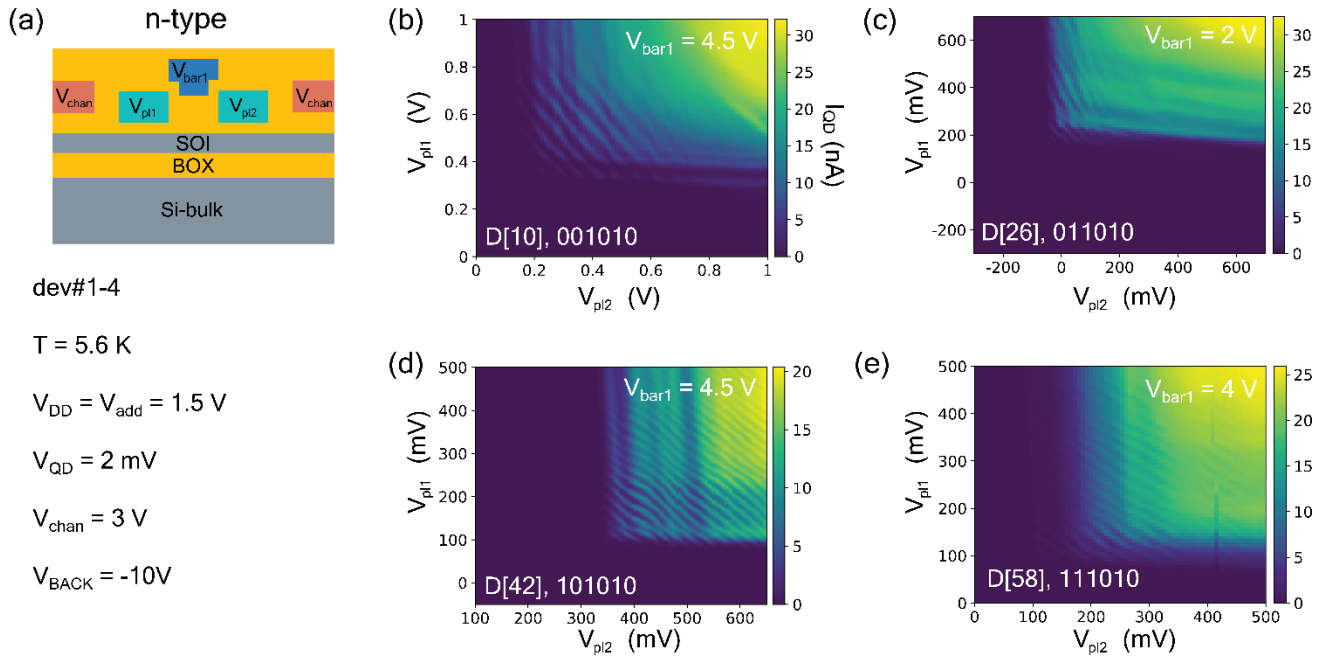 (a)
n-type
V_bar1
V_chan
V_pl1
V_pl2
V_chan
SOI
BOX
Si-bulk
dev#1-4
T = 5.6 K
V_DD = V_add = 1.5 V
V_QD = 2 mV
V_chan = 3 V
V_BACK = -10V
(b)
V_bar1 = 4.5 V
D[10], 001010
V_pl1 (V)
1
0.8
0.6
0.4
0.2
0
0 0.2 0.4 0.6 0.8 1
V_pl2 (V)
30
25
20
15
10
5
0
I_QD (nA)
(c)
V_bar1 = 2 V
D[26], 011010
V_pl1 (mV)
600
400
200
0
-200
-200 0 200 400 600
V_pl2 (mV)
30
25
20
15
10
5
0
(d)
V_bar1 = 4.5 V
D[42], 101010
V_pl1 (mV)
500
400
300
200
100
0
100 200 300 400 500 600
V_pl2 (mV)
20
15
10
5
0
(e)
V_bar1 = 4 V
D[58], 111010
V_pl1 (mV)
500
400
300
200
100
0
0 100 200 300 400 500
V_pl2 (mV)
25
20
15
10
5
0